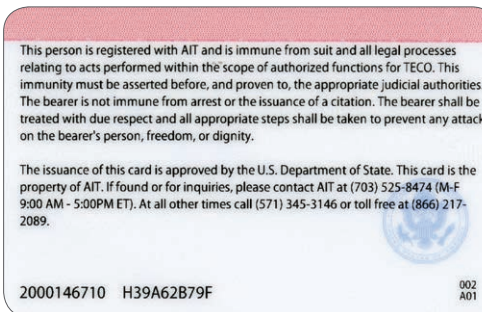 This person is registered with AIT and is immune from suit and all legal processes
relating to acts performed within the scope of authorized functions for TECO. This
immunity must be asserted before, and proven to, the appropriate judicial authorities.
The bearer is not immune from arrest or the issuance of a citation. The bearer shall be
treated with due respect and all appropriate steps shall be taken to prevent any attack
on the bearer's person, freedom, or dignity.
The issuance of this card is approved by the U.S. Department of State. This card is the
property of AIT. If found or for inquiries, please contact AIT at (703) 525-8474 (M-F
9:00 AM - 5:00PM ET). At all other times call (571) 345-3146 or toll free at (866) 217-
2089.
2000146710 H39A62B79F
002
A01